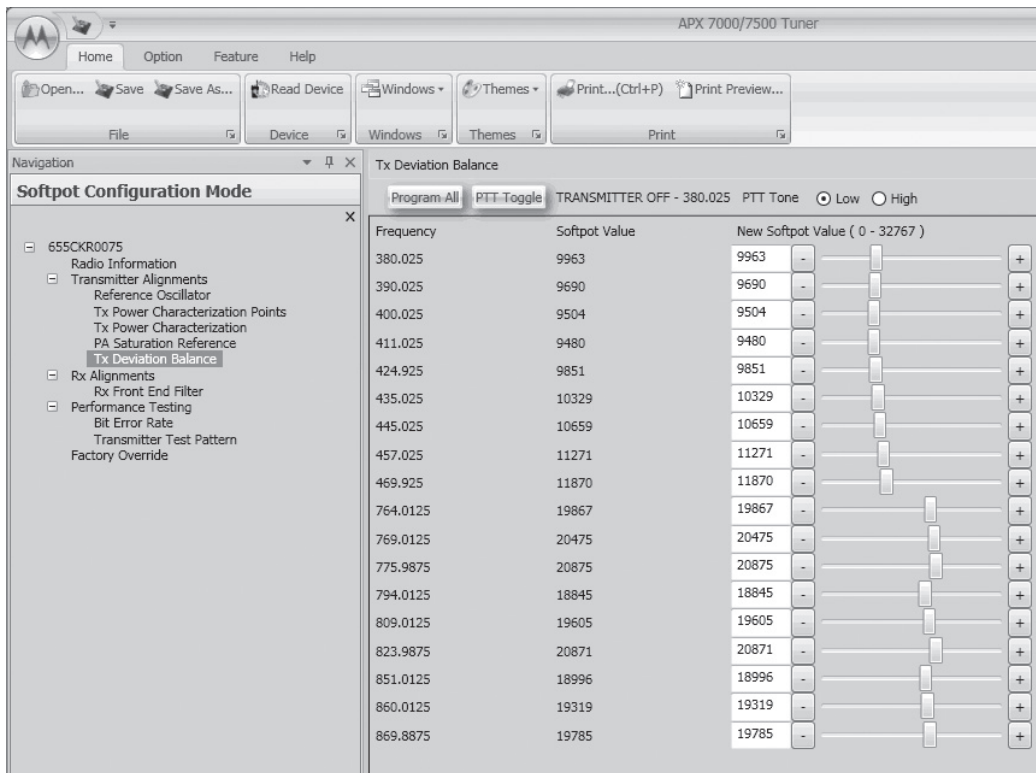 APX 7000/7500 Tuner
Home Option Feature Help
Open... Save Save As... Read Device Windows Themes Print...(Ctrl+P) Print Preview...
File Device Windows Themes Print
Navigation
Softpot Configuration Mode
655CKR0075
Radio Information
Transmitter Alignments
Reference Oscillator
Tx Power Characterization Points
Tx Power Characterization
PA Saturation Reference
Tx Deviation Balance
Rx Alignments
Rx Front End Filter
Performance Testing
Bit Error Rate
Transmitter Test Pattern
Factory Override
Tx Deviation Balance
Program All PTT Toggle TRANSMITTER OFF - 380.025 PTT Tone Low High
Frequency Softpot Value New Softpot Value ( 0 - 32767 )
380.025 9963 9963 - +
390.025 9690 9690 - +
400.025 9504 9504 - +
411.025 9480 9480 - +
424.925 9851 9851 - +
435.025 10329 10329 - +
445.025 10659 10659 - +
457.025 11271 11271 - +
469.925 11870 11870 - +
764.0125 19867 19867 - +
769.0125 20475 20475 - +
775.9875 20875 20875 - +
794.0125 18845 18845 - +
809.0125 19605 19605 - +
823.9875 20871 20871 - +
851.0125 18996 18996 - +
860.0125 19319 19319 - +
869.8875 19785 19785 - +